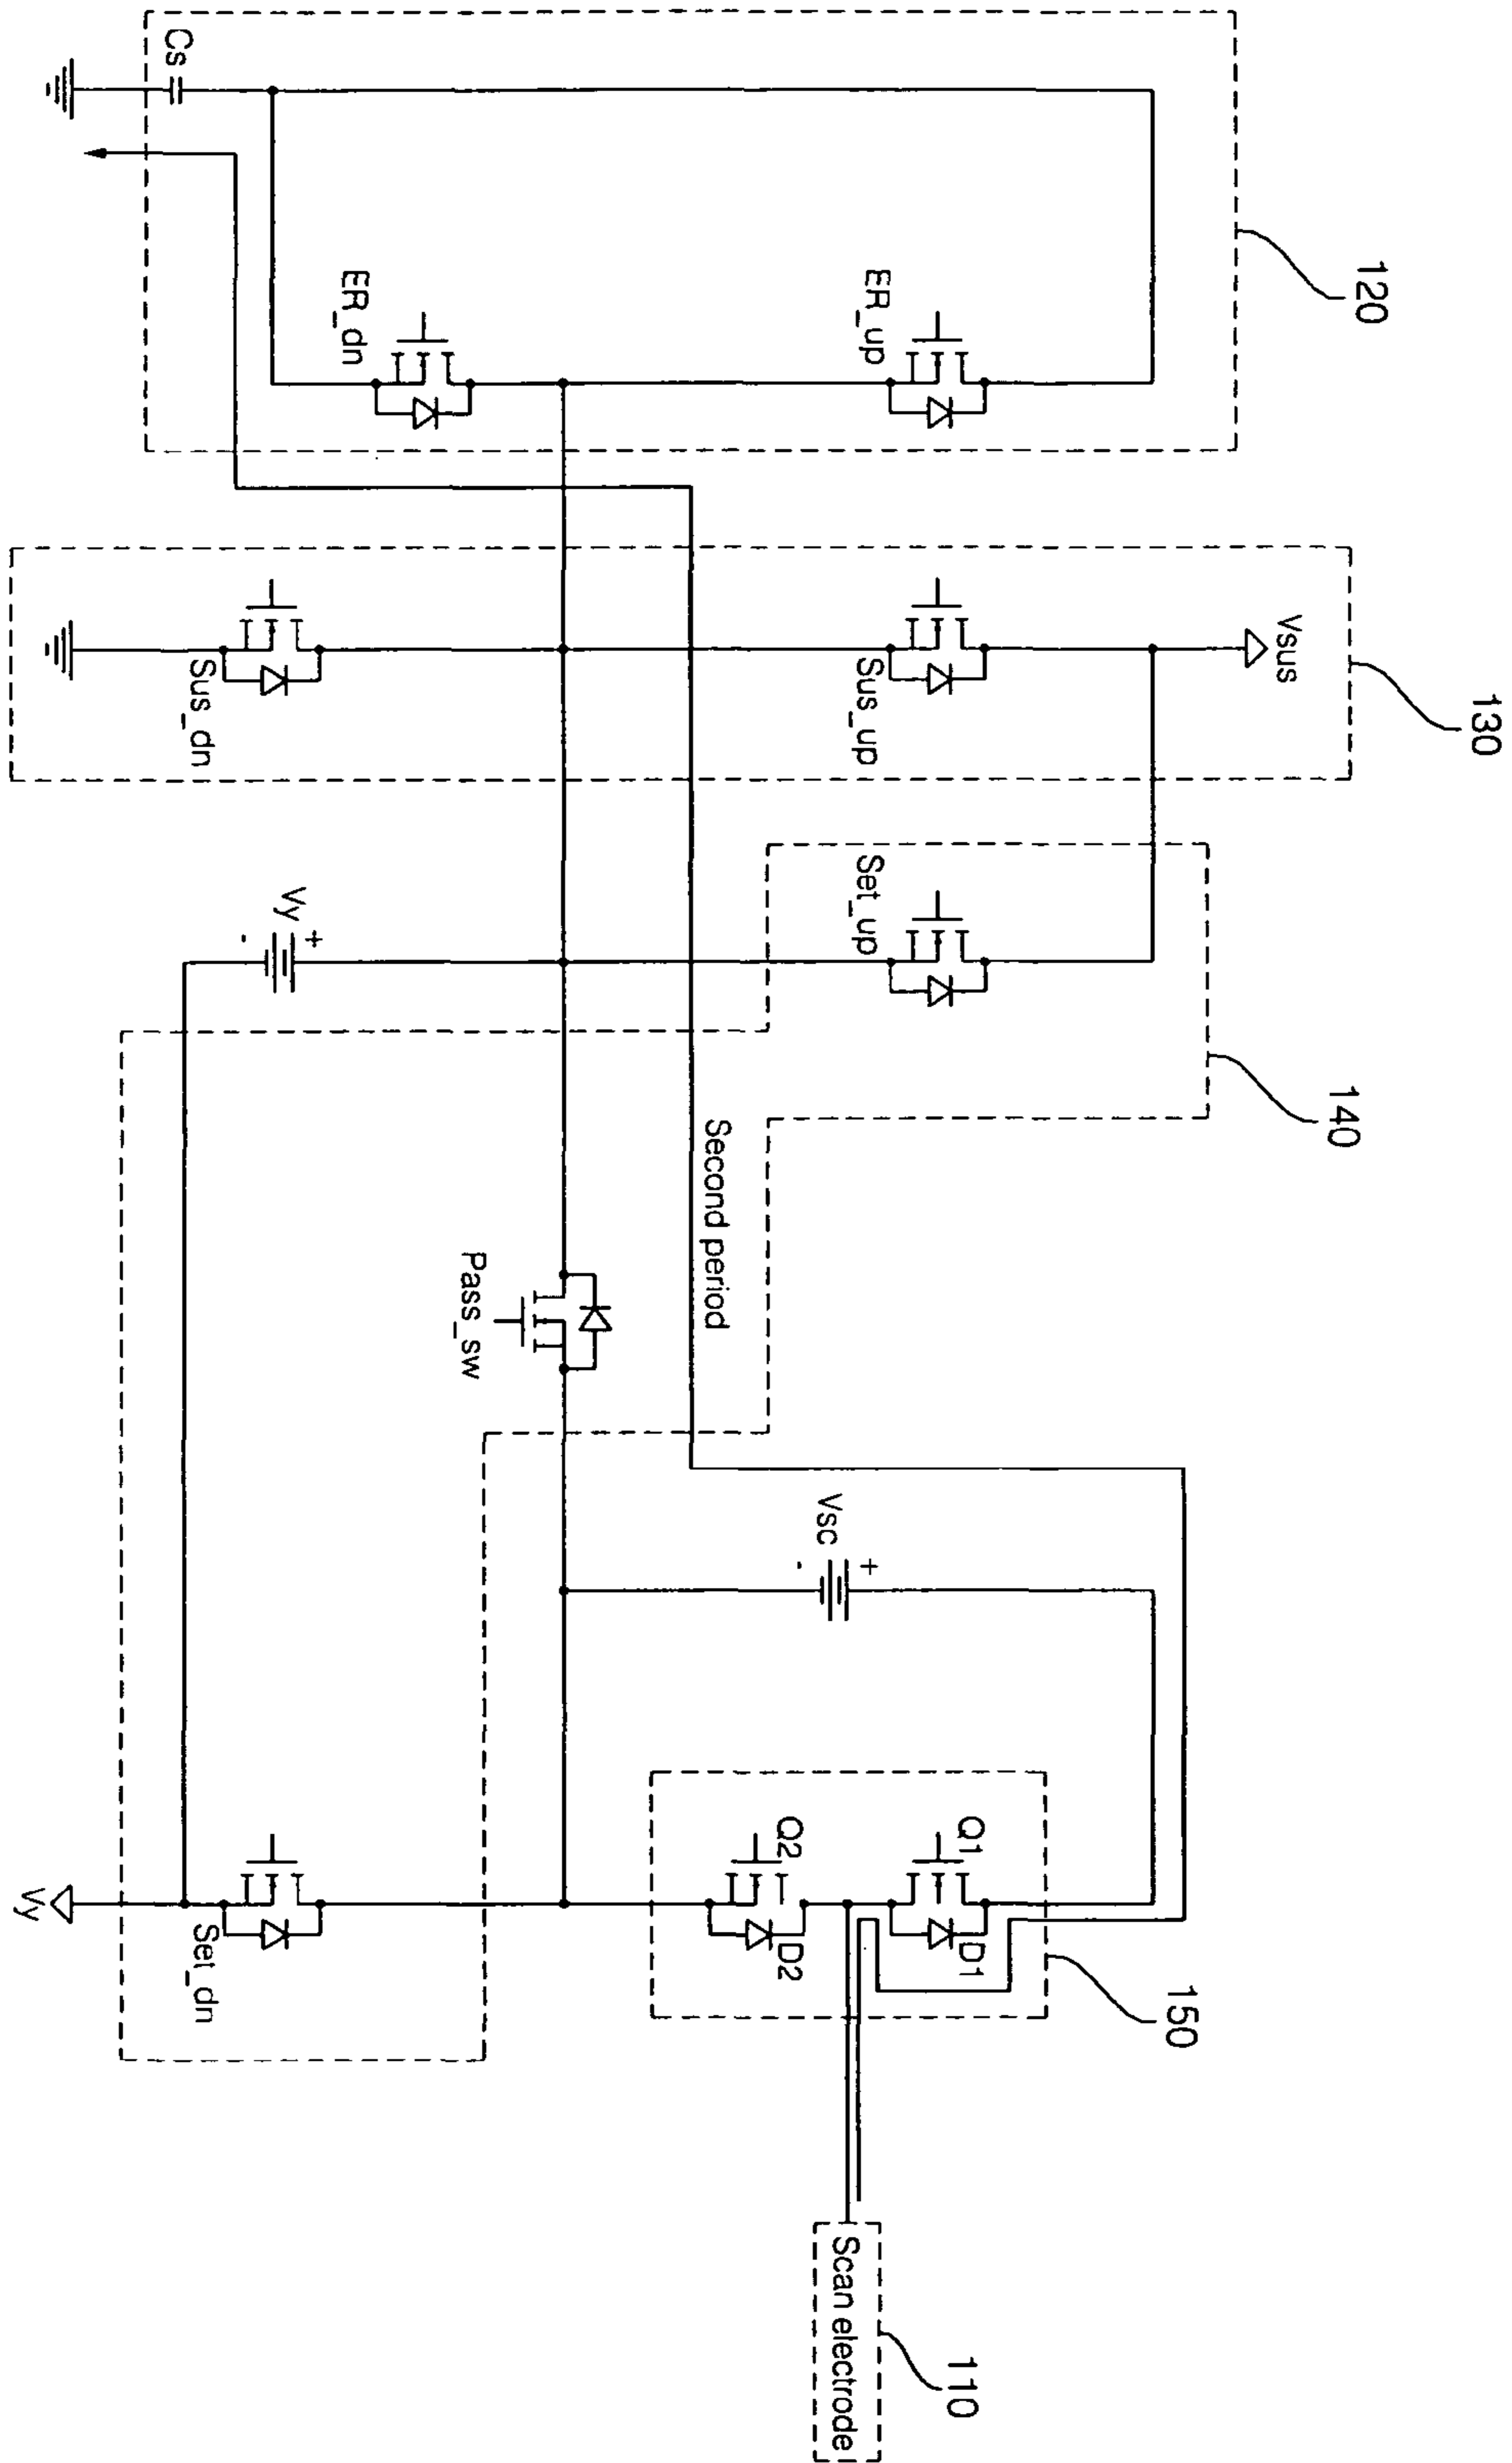 120
Cs
ER_up
ER_dn
130
Vsus
Sus_up
Sus_dn
140
Set_up
Vy
+
-
Second period
Pass_sw
Vsc
+
-
150
Q1
D1
Q2
D2
Set_dn
Vy
110
Scan electrode